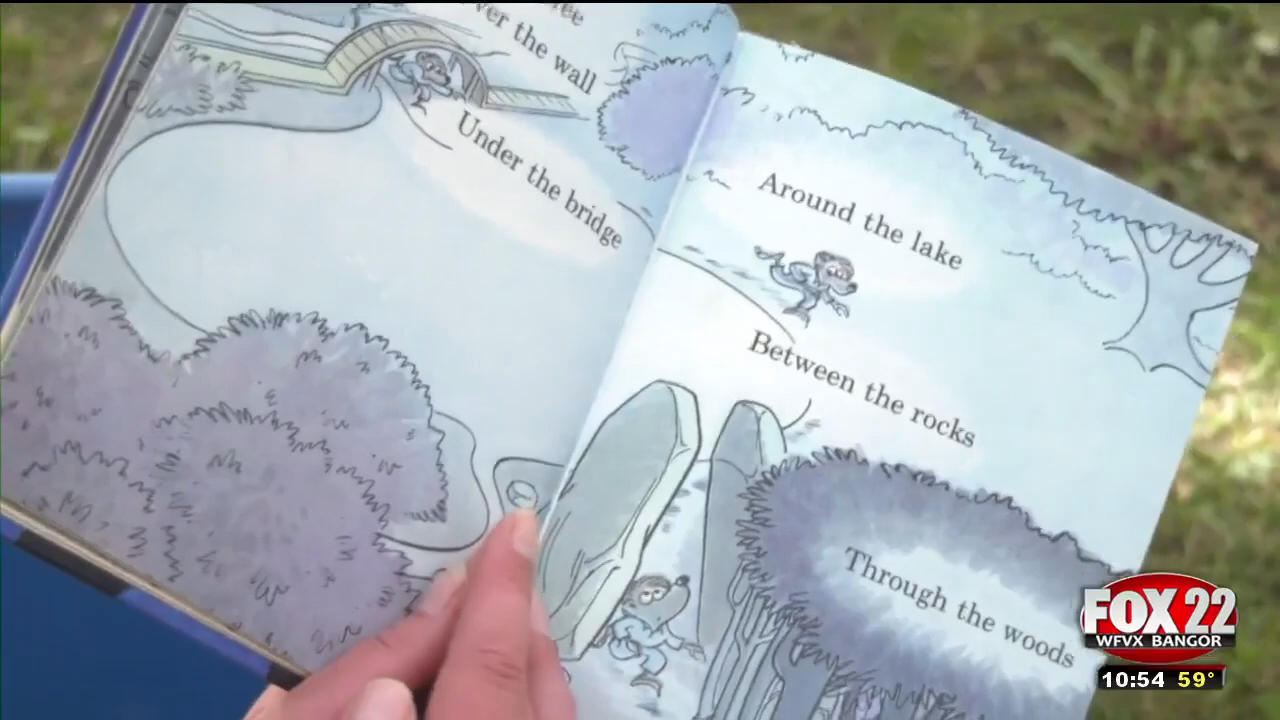 over the wall
Under the bridge
Around the lake
Between the rocks
Through the woods
FOX 22
WFVX BANGOR
10:54 59°